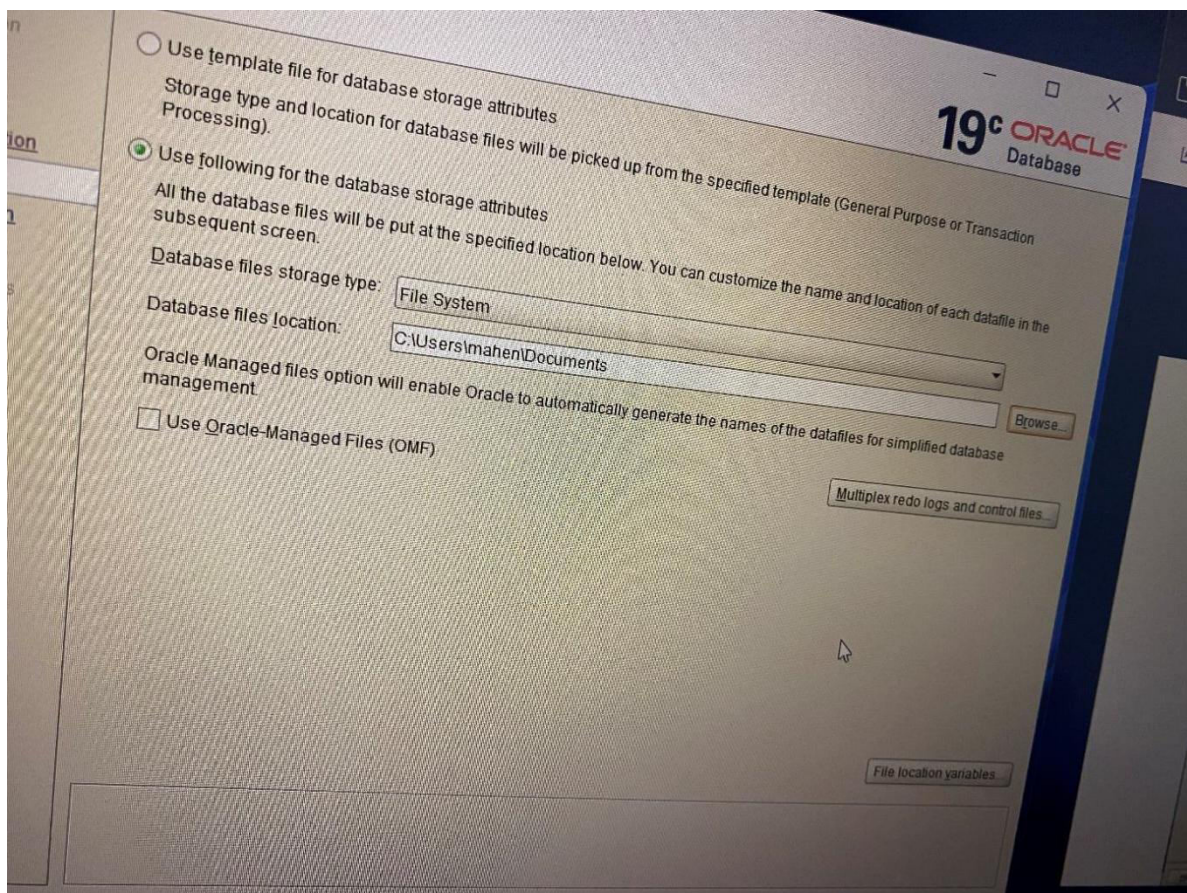 19c ORACLE
Database
ion
Use template file for database storage attributes
Storage type and location for database files will be picked up from the specified template (General Purpose or Transaction
Processing).
Use following for the database storage attributes
All the database files will be put at the specified location below. You can customize the name and location of each datafile in the
subsequent screen.
Database files storage type: File System
Database files location: C:\Users\mahen\Documents Browse...
Oracle Managed files option will enable Oracle to automatically generate the names of the datafiles for simplified database
management.
Use Oracle-Managed Files (OMF)
Multiplex redo logs and control files...
File location variables...